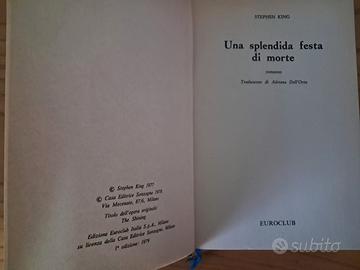 © Stephen King 1977
© Casa Editrice Sonzogno 1978
Via Mecenate, 87/6, Milano
Titolo dell'opera originale:
The Shining
Edizione Euroclub Italia S.p.A., Milano
su licenza della Casa Editrice Sonzogno, Milano
1ª edizione: 1979
STEPHEN KING
Una splendida festa
di morte
romanzo
Traduzione di Adriana Dell'Orto
EUROCLUB
subito